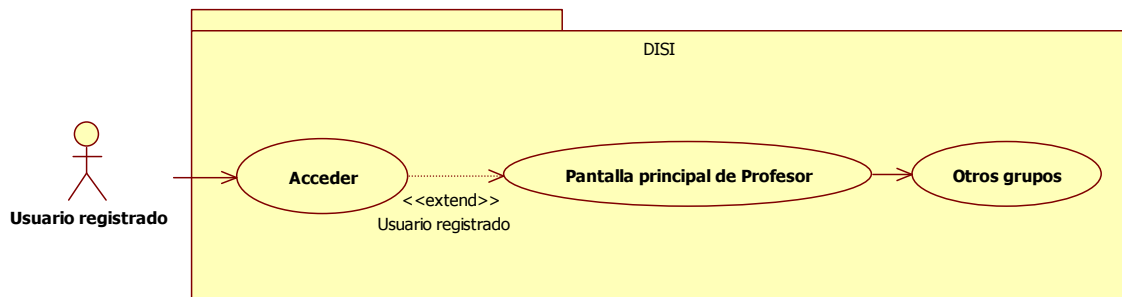 DISI
Acceder
Pantalla principal de Profesor
Otros grupos
<<extend>>
Usuario registrado
Usuario registrado